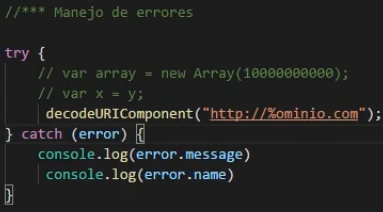 //*** Manejo de errores
try {
// var array = new Array(10000000000);
// var x = y;
decodeURIComponent("http://%ominio.com");
} catch (error) {
console.log(error.message)
console.log(error.name)
}